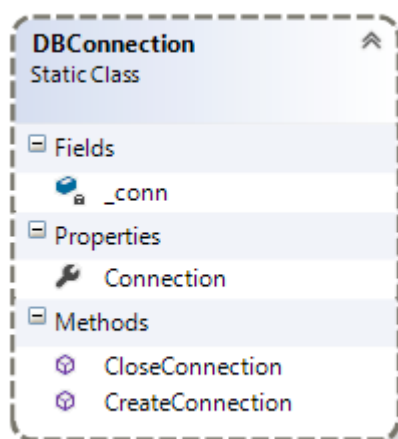 DBConnection
Static Class
Fields
_conn
Properties
Connection
Methods
CloseConnection
CreateConnection